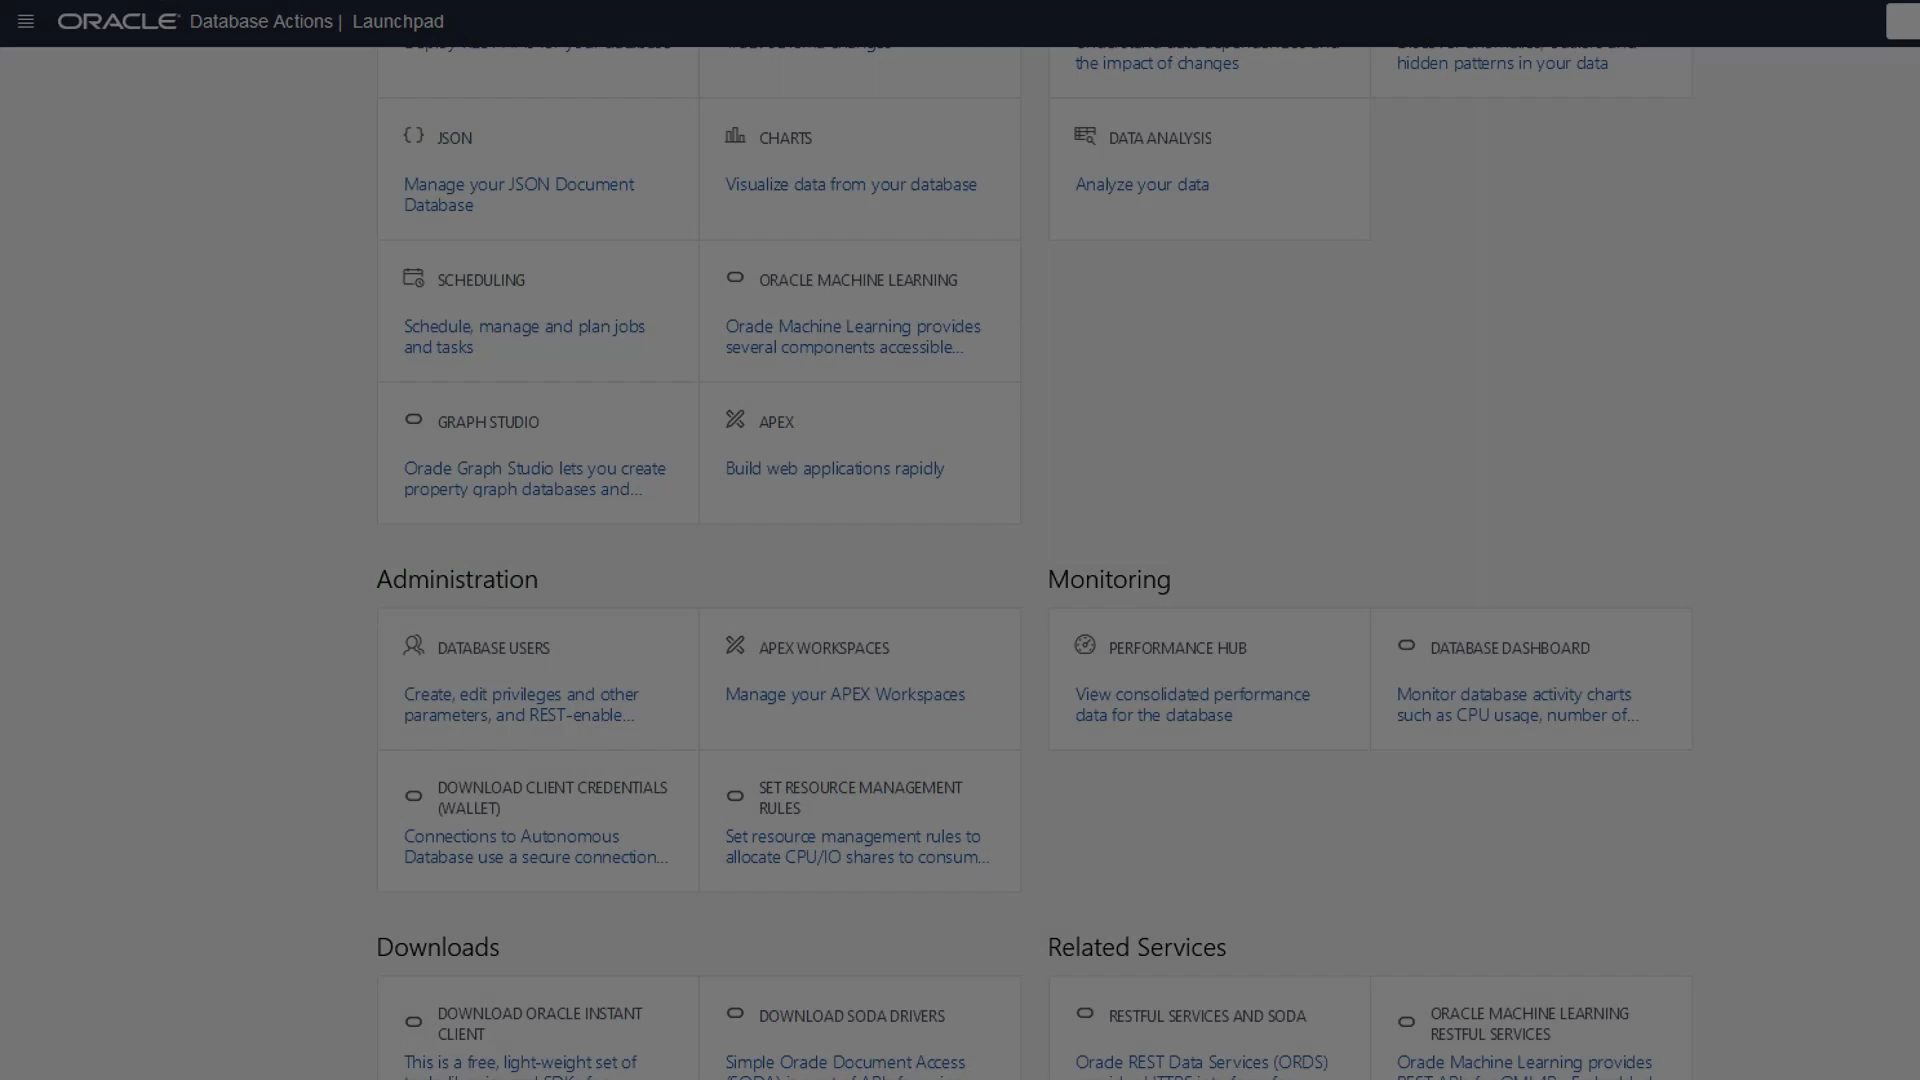 ORACLE Database Actions | Launchpad
the impact of changes
hidden patterns in your data
JSON
Manage your JSON Document
Database
CHARTS
Visualize data from your database
DATA ANALYSIS
Analyze your data
SCHEDULING
Schedule, manage and plan jobs
and tasks
ORACLE MACHINE LEARNING
Oracle Machine Learning provides
several components accessible...
GRAPH STUDIO
Oracle Graph Studio lets you create
property graph databases and...
APEX
Build web applications rapidly
Administration
DATABASE USERS
Create, edit privileges and other
parameters, and REST-enable...
APEX WORKSPACES
Manage your APEX Workspaces
DOWNLOAD CLIENT CREDENTIALS
(WALLET)
Connections to Autonomous
Database use a secure connection...
SET RESOURCE MANAGEMENT
RULES
Set resource management rules to
allocate CPU/IO shares to consum...
Monitoring
PERFORMANCE HUB
View consolidated performance
data for the database
DATABASE DASHBOARD
Monitor database activity charts
such as CPU usage, number of...
Downloads
DOWNLOAD ORACLE INSTANT
CLIENT
This is a free, light-weight set of
DOWNLOAD SODA DRIVERS
Simple Oracle Document Access
Related Services
RESTFUL SERVICES AND SODA
Oracle REST Data Services (ORDS)
ORACLE MACHINE LEARNING
RESTFUL SERVICES
Oracle Machine Learning provides